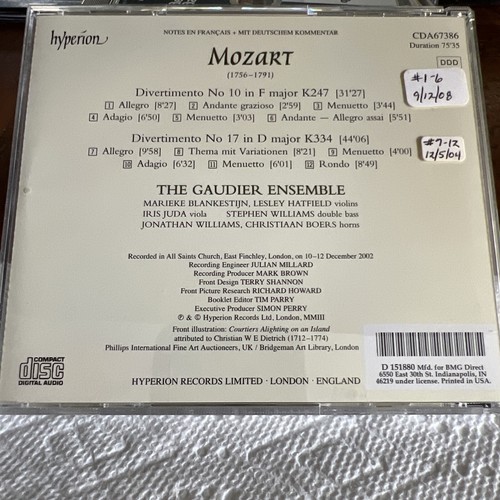 NOTES EN FRANÇAIS • MIT DEUTSCHEM KOMMENTAR
hyperion
CDA67386
Duration 75'35
MOZART
(1756–1791)
DDD
#1-6
9/12/08
Divertimento No 10 in F major K247 [31'27]
1 Allegro [8'27] 2 Andante grazioso [2'59] 3 Menuetto [3'44]
4 Adagio [6'50] 5 Menuetto [3'03] 6 Andante — Allegro assai [5'51]
Divertimento No 17 in D major K334 [44'06]
7 Allegro [9'58] 8 Thema mit Variationen [8'21] 9 Menuetto [4'00]
10 Adagio [6'32] 11 Menuetto [6'01] 12 Rondo [8'49]
#7-12
12/5/04
THE GAUDIER ENSEMBLE
MARIEKE BLANKESTIJN, LESLEY HATFIELD violins
IRIS JUDA viola STEPHEN WILLIAMS double bass
JONATHAN WILLIAMS, CHRISTIAAN BOERS horns
Recorded in All Saints Church, East Finchley, London, on 10–12 December 2002
Recording Engineer JULIAN MILLARD
Recording Producer MARK BROWN
Front Design TERRY SHANNON
Front Picture Research RICHARD HOWARD
Booklet Editor TIM PARRY
Executive Producer SIMON PERRY
℗ & © Hyperion Records Ltd, London, MMIII
Front illustration: Courtiers Alighting on an Island
attributed to Christian W E Dietrich (1712–1774)
Phillips International Fine Art Auctioneers, UK / Bridgeman Art Library, London
COMPACT
disc
DIGITAL AUDIO
HYPERION RECORDS LIMITED · LONDON · ENGLAND
D 151880 Mfd. for BMG Direct
6550 East 30th St. Indianapolis, IN
46219 under license. Printed in USA.